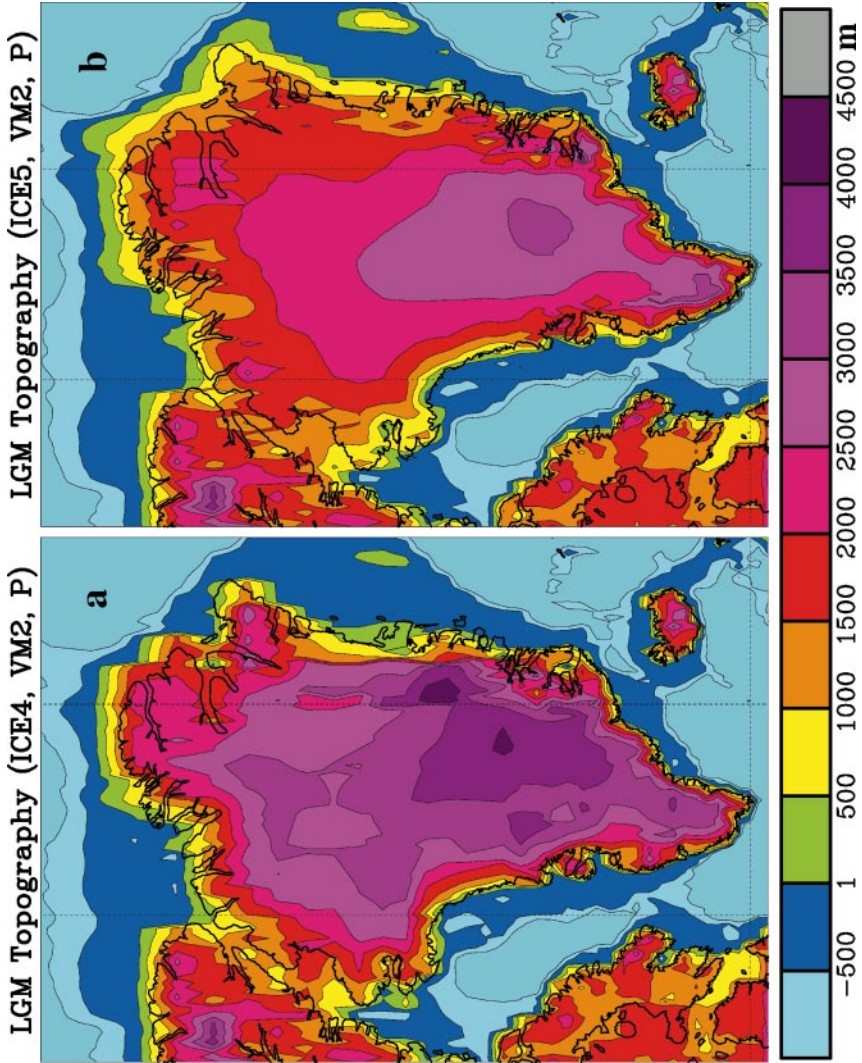 LGM Topography (ICE4, VM2, P)
a
LGM Topography (ICE5, VM2, P)
b
−500 1 500 1000 1500 2000 2500 3000 3500 4000 4500 m